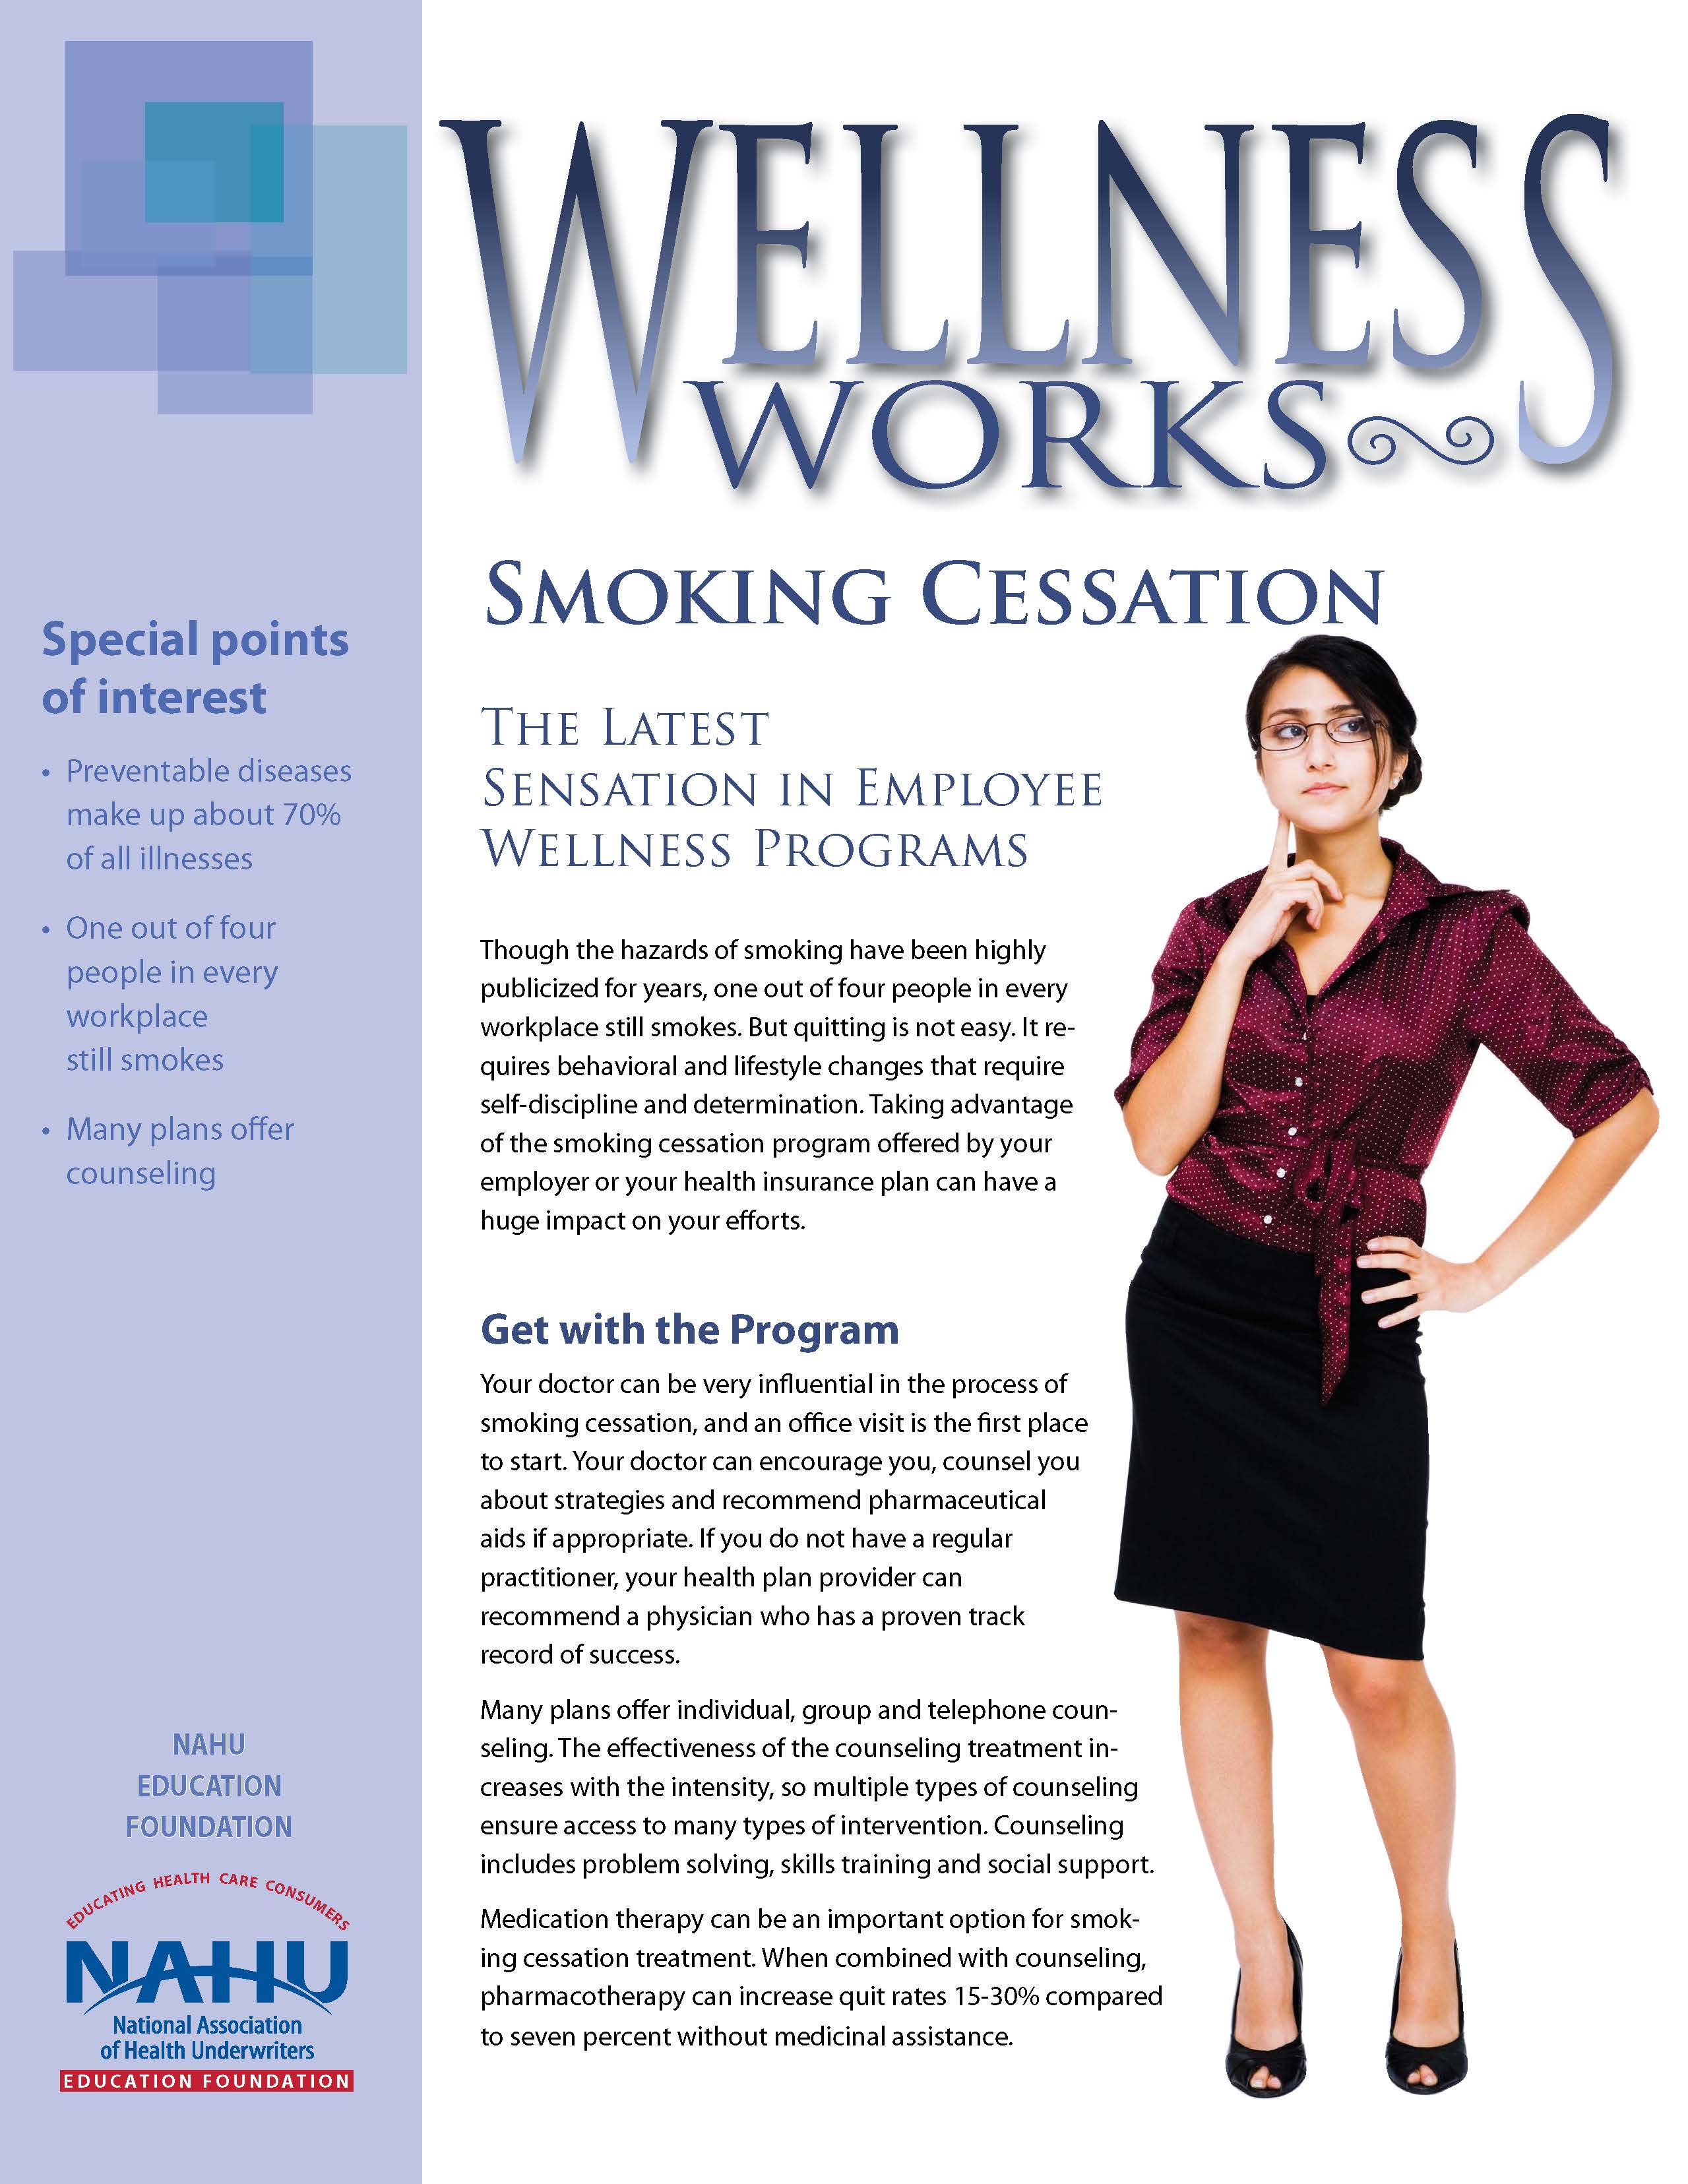 WELLNESS
WORKS
SMOKING CESSATION
THE LATEST
SENSATION IN EMPLOYEE
WELLNESS PROGRAMS
Though the hazards of smoking have been highly
publicized for years, one out of four people in every
workplace still smokes. But quitting is not easy. It re-
quires behavioral and lifestyle changes that require
self-discipline and determination. Taking advantage
of the smoking cessation program offered by your
employer or your health insurance plan can have a
huge impact on your efforts.
Get with the Program
Your doctor can be very influential in the process of
smoking cessation, and an office visit is the first place
to start. Your doctor can encourage you, counsel you
about strategies and recommend pharmaceutical
aids if appropriate. If you do not have a regular
practitioner, your health plan provider can
recommend a physician who has a proven track
record of success.
Many plans offer individual, group and telephone coun-
seling. The effectiveness of the counseling treatment in-
creases with the intensity, so multiple types of counseling
ensure access to many types of intervention. Counseling
includes problem solving, skills training and social support.
Medication therapy can be an important option for smok-
ing cessation treatment. When combined with counseling,
pharmacotherapy can increase quit rates 15-30% compared
to seven percent without medicinal assistance.
Special points
of interest
• Preventable diseases
make up about 70%
of all illnesses
• One out of four
people in every
workplace
still smokes
• Many plans offer
counseling
NAHU
EDUCATION
FOUNDATION
EDUCATING HEALTH CARE CONSUMERS
NAHU
National Association
of Health Underwriters
EDUCATION FOUNDATION